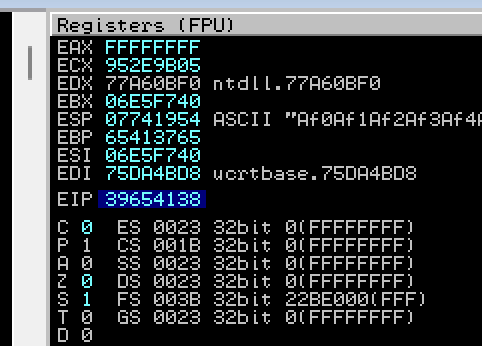 Registers (FPU)
EAX FFFFFFFF
ECX 952E9B05
EDX 77A60BF0 ntdll.77A60BF0
EBX 06E5F740
ESP 07741954 ASCII "Af0Af1Af2Af3Af4A
EBP 65413765
ESI 06E5F740
EDI 75DA4BD8 ucrtbase.75DA4BD8
EIP 39654138
C 0 ES 0023 32bit 0(FFFFFFFF)
P 1 CS 001B 32bit 0(FFFFFFFF)
A 0 SS 0023 32bit 0(FFFFFFFF)
Z 0 DS 0023 32bit 0(FFFFFFFF)
S 1 FS 003B 32bit 22BE000(FFF)
T 0 GS 0023 32bit 0(FFFFFFFF)
D 0